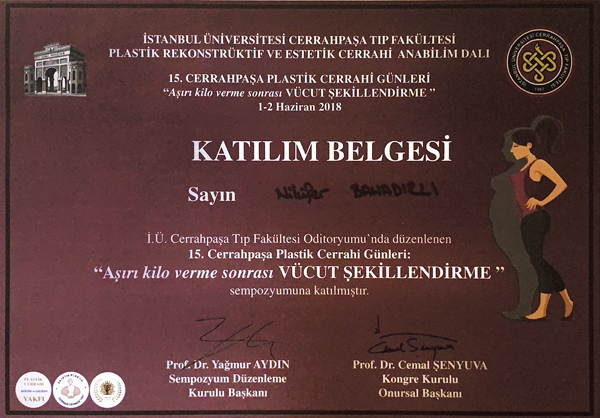 İSTANBUL ÜNİVERSİTESİ CERRAHPAŞA TIP FAKÜLTESİ
PLASTİK REKONSTRÜKTİF VE ESTETİK CERRAHİ ANABİLİM DALI
15. CERRAHPAŞA PLASTİK CERRAHİ GÜNLERİ
“Aşırı kilo verme sonrası VÜCUT ŞEKİLLENDİRME ”
1-2 Haziran 2018
KATILIM BELGESİ
Sayın Nilüfer
İ.Ü. Cerrahpaşa Tıp Fakültesi Oditoryumu’nda düzenlenen
15. Cerrahpaşa Plastik Cerrahi Günleri:
“Aşırı kilo verme sonrası VÜCUT ŞEKİLLENDİRME ”
sempozyumuna katılmıştır.
Prof. Dr. Yağmur AYDIN
Sempozyum Düzenleme
Kurulu Başkanı
Prof. Dr. Cemal ŞENYUVA
Kongre Kurulu
Onursal Başkanı
PLASTİK
CERRAHİ
VAKFI